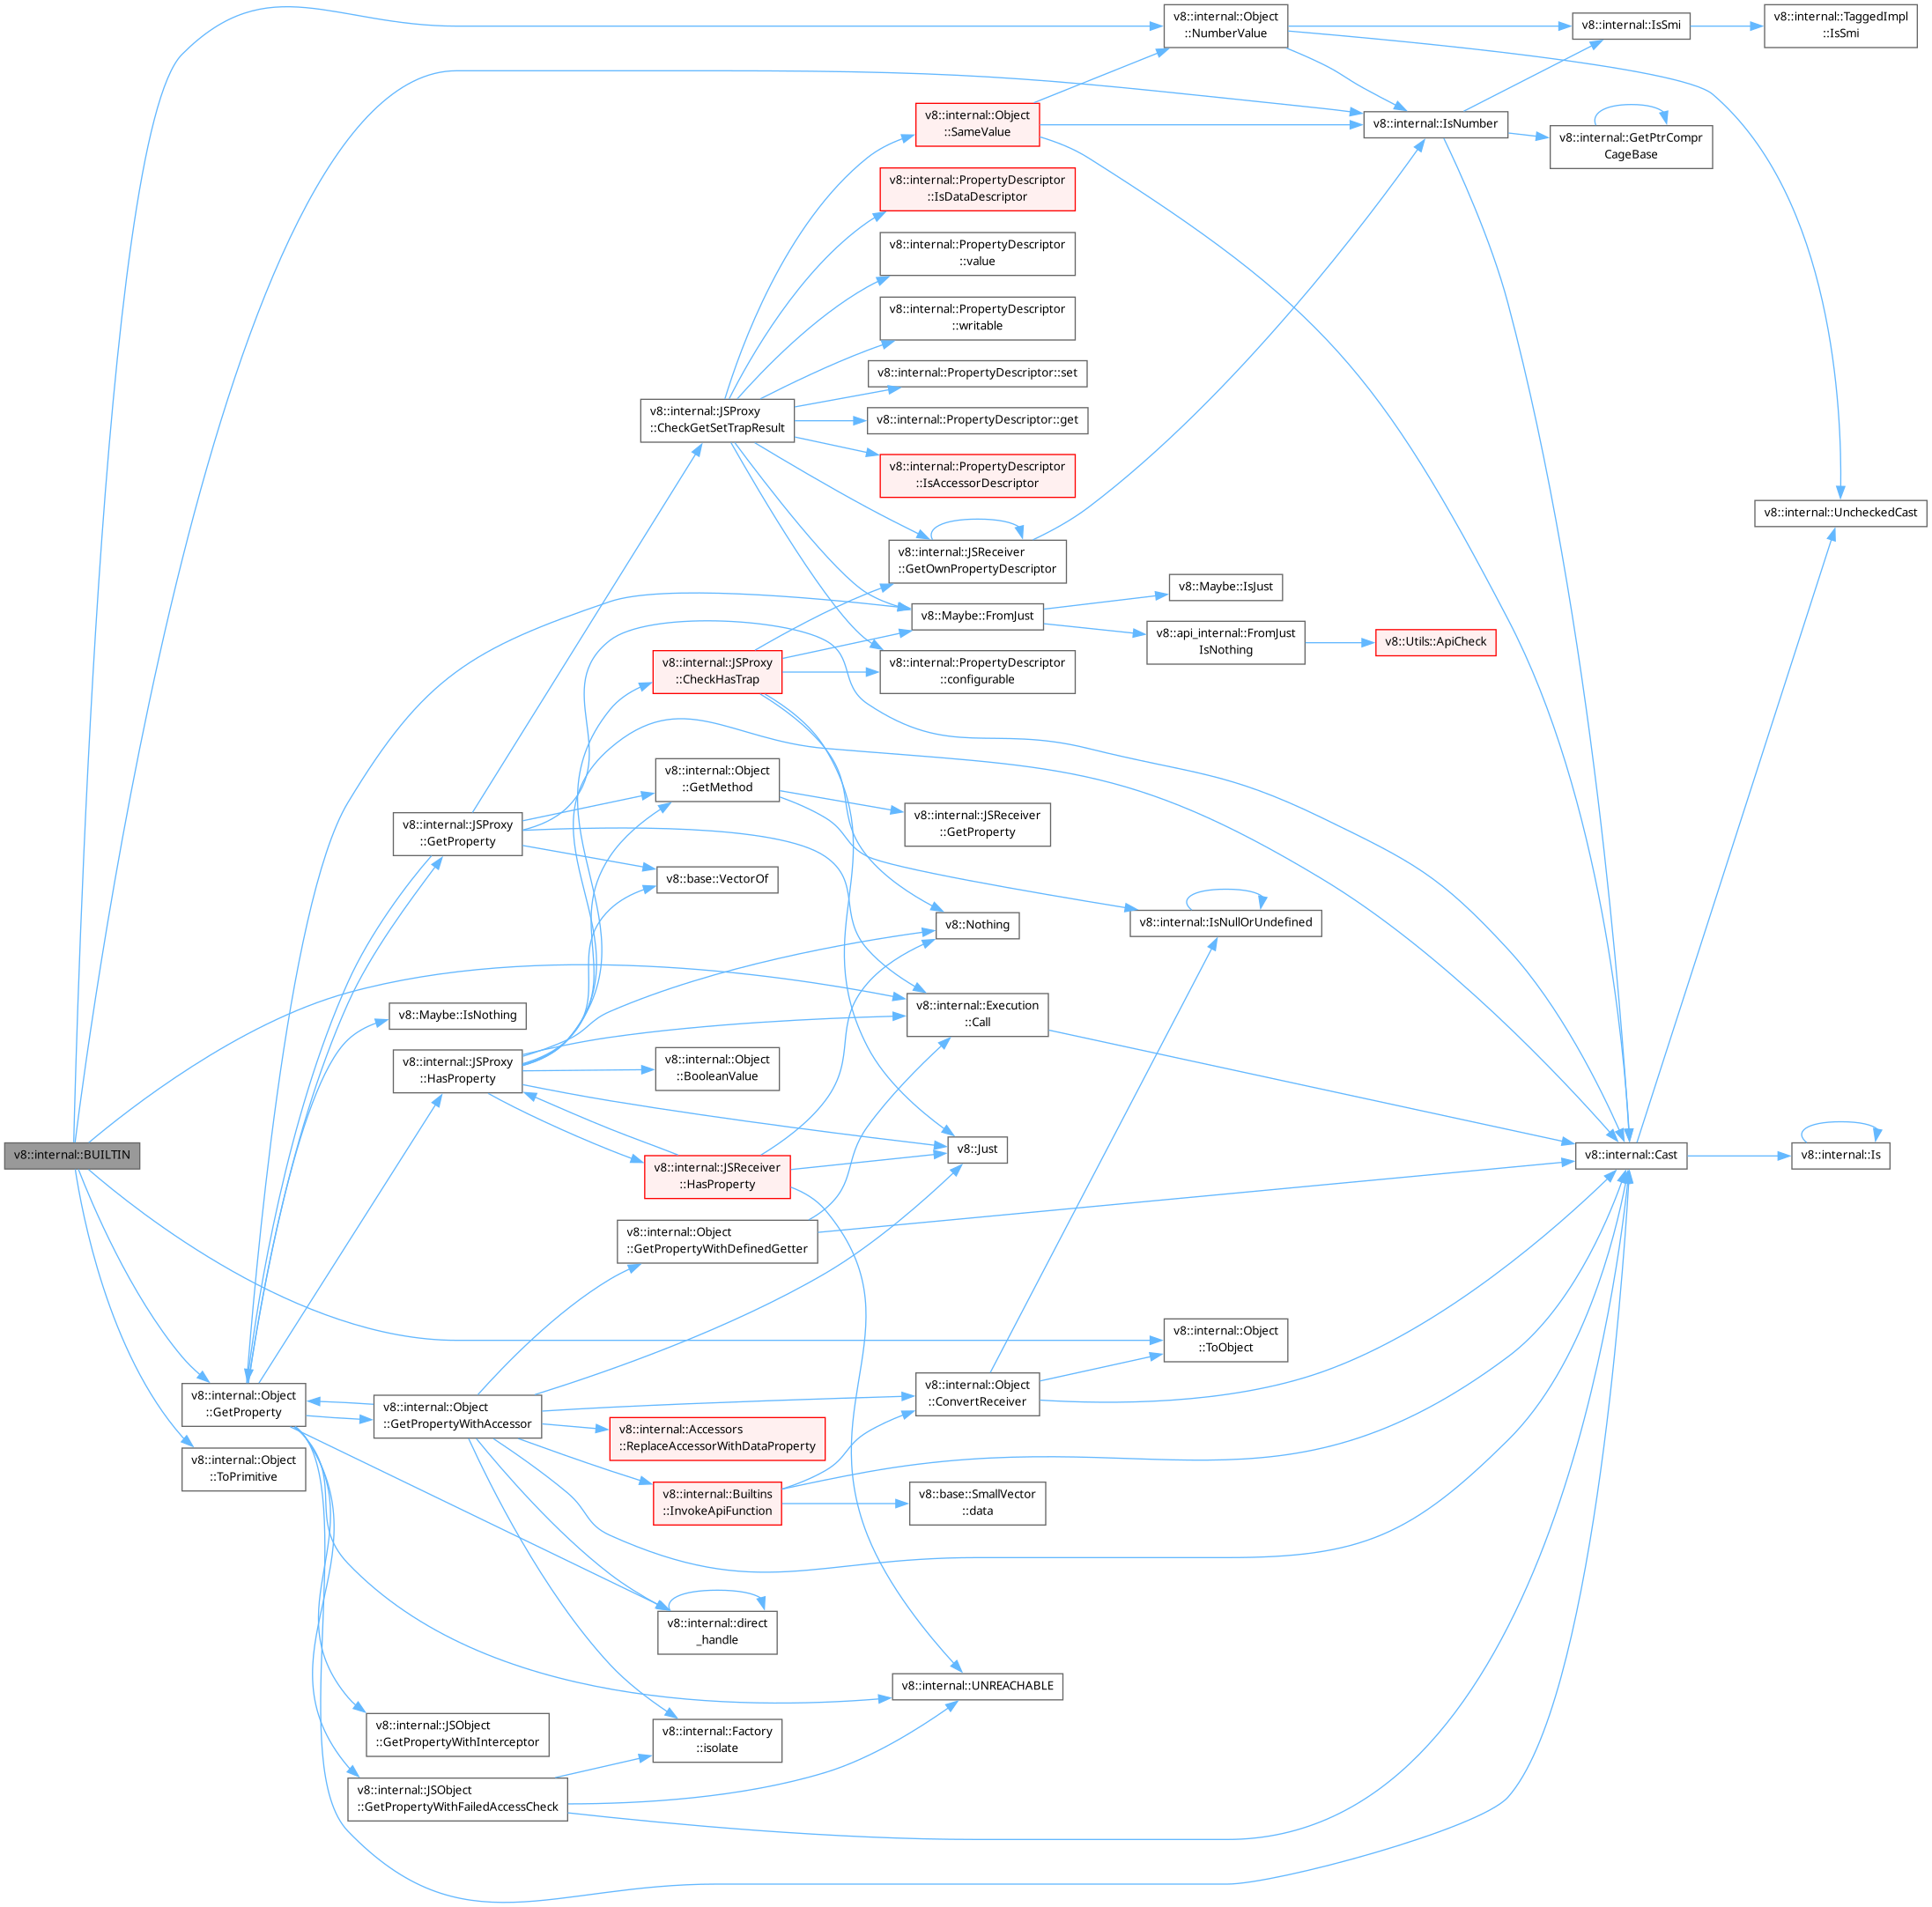 v8::internal::Object
::NumberValue
v8::internal::IsSmi
v8::internal::TaggedImpl
::IsSmi
v8::internal::Object
::SameValue
v8::internal::IsNumber
v8::internal::GetPtrCompr
CageBase
v8::internal::PropertyDescriptor
::IsDataDescriptor
v8::internal::PropertyDescriptor
::value
v8::internal::PropertyDescriptor
::writable
v8::internal::PropertyDescriptor::set
v8::internal::JSProxy
::CheckGetSetTrapResult
v8::internal::PropertyDescriptor::get
v8::internal::PropertyDescriptor
::IsAccessorDescriptor
v8::internal::UncheckedCast
v8::internal::JSReceiver
::GetOwnPropertyDescriptor
v8::Maybe::IsJust
v8::Maybe::FromJust
v8::api_internal::FromJust
IsNothing
v8::Utils::ApiCheck
v8::internal::JSProxy
::CheckHasTrap
v8::internal::PropertyDescriptor
::configurable
v8::internal::Object
::GetMethod
v8::internal::JSReceiver
::GetProperty
v8::internal::JSProxy
::GetProperty
v8::base::VectorOf
v8::Nothing
v8::internal::IsNullOrUndefined
v8::Maybe::IsNothing
v8::internal::Execution
::Call
v8::internal::JSProxy
::HasProperty
v8::internal::Object
::BooleanValue
v8::internal::BUILTIN
v8::Just
v8::internal::Cast
v8::internal::Is
v8::internal::JSReceiver
::HasProperty
v8::internal::Object
::GetPropertyWithDefinedGetter
v8::internal::Object
::ToObject
v8::internal::Object
::GetProperty
v8::internal::Object
::GetPropertyWithAccessor
v8::internal::Object
::ConvertReceiver
v8::internal::Accessors
::ReplaceAccessorWithDataProperty
v8::internal::Object
::ToPrimitive
v8::internal::Builtins
::InvokeApiFunction
v8::base::SmallVector
::data
v8::internal::direct
_handle
v8::internal::UNREACHABLE
v8::internal::JSObject
::GetPropertyWithInterceptor
v8::internal::Factory
::isolate
v8::internal::JSObject
::GetPropertyWithFailedAccessCheck